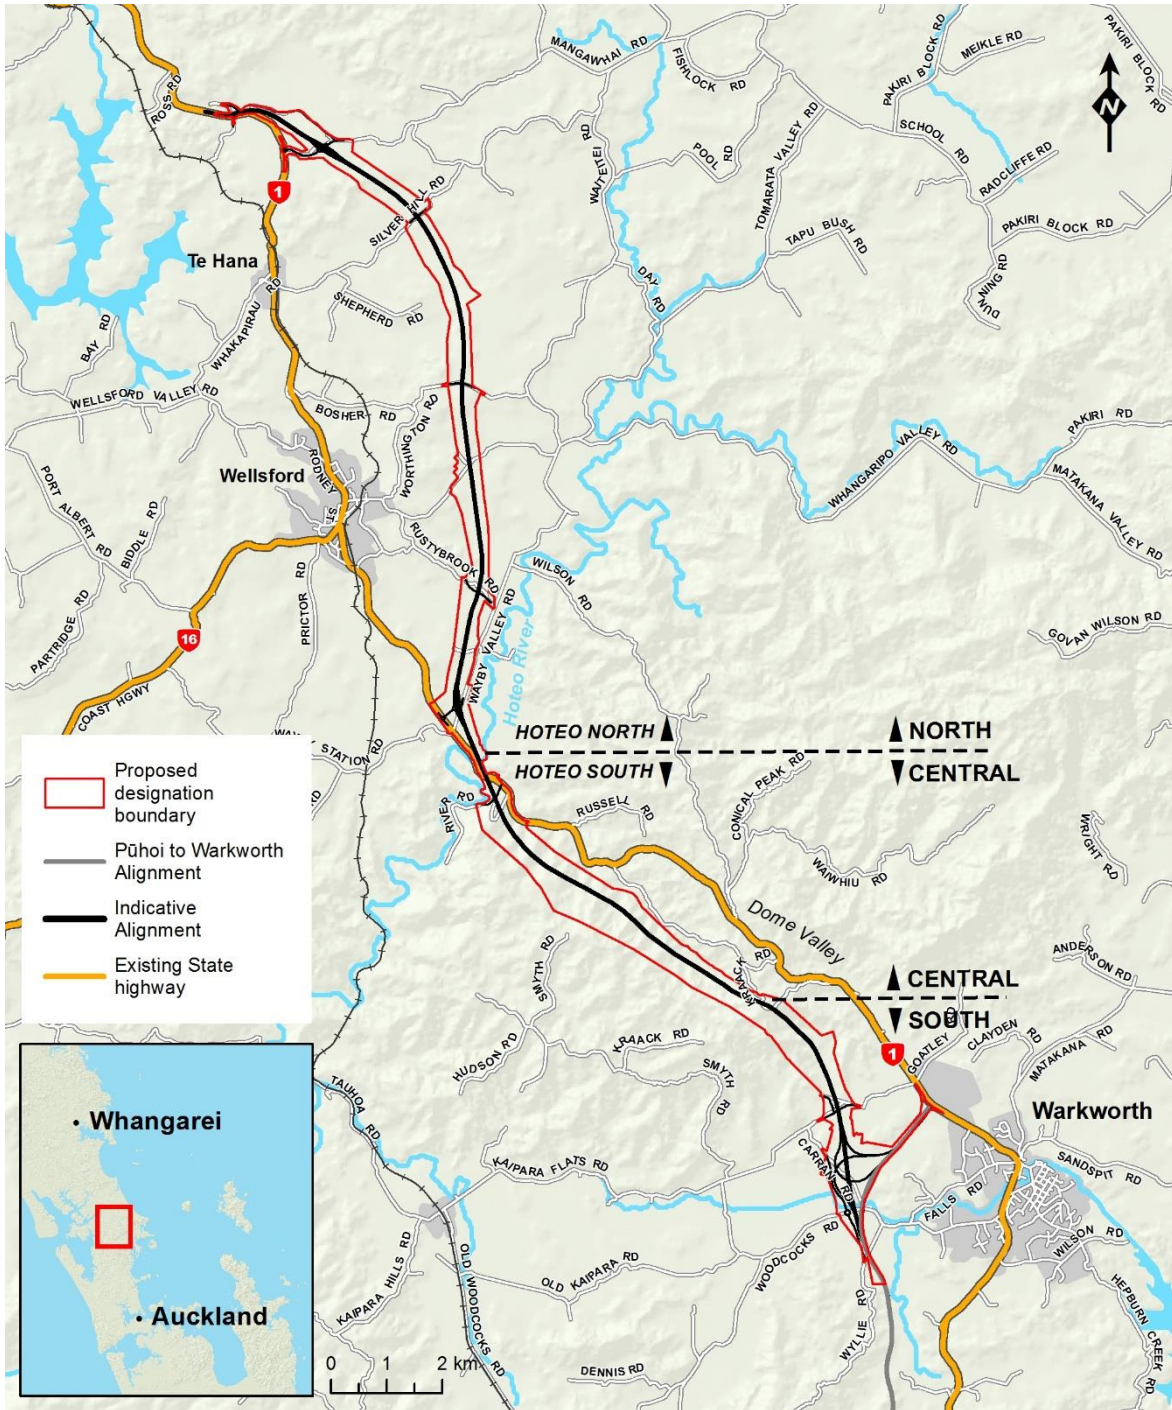 MANGAWHAI RD
FISHLOCK RD
MEIKLE RD
PAKIRI BLOCK RD
PAKIRI BLOCK RD
N
ROSS RD
SCHOOL RD
POOL RD
WAITEITEI RD
TOMARATA VALLEY RD
RADCLIFFE RD
1
SILVER HILL RD
TAPU BUSH RD
PAKIRI BLOCK RD
Te Hana
DAY RD
DUNNING RD
SHEPHERD RD
BAY RD
WHAKAPIRAU RD
WELLSFORD VALLEY RD
BOSHER RD
WORTHINGTON RD
PAKIRI RD
WHANGARIPO VALLEY RD
MATAKANA VALLEY RD
Wellsford
RODNEY ST
PORT ALBERT RD
BIDDLE RD
RUSTYBROOK RD
WILSON RD
PARTRIDGE RD
PRICTOR RD
16
WAYBY VALLEY RD
Hoteo River
GOVAN WILSON RD
COAST HGWY
STATION RD
HOTEO NORTH
NORTH
HOTEO SOUTH
CENTRAL
RIVER RD
RUSSELL RD
CONICAL PEAK RD
WAIWHIU RD
WRIGHT RD
Proposed
designation
boundary
Pūhoi to Warkworth
Alignment
Indicative
Alignment
Existing State
highway
Dome Valley
SMYTH RD
KRAACK RD
ANDERSON RD
CENTRAL
SOUTH
GOATLEY RD
CLAYDEN RD
MATAKANA RD
1
HUDSON RD
KRAACK RD
SMYTH RD
TAUHOA RD
Warkworth
Whangarei
Auckland
KAIPARA FLATS RD
CARRAN RD
SANDSPIT RD
FALLS RD
WILSON RD
WOODCOCKS RD
OLD KAIPARA RD
KAIPARA HILLS RD
OLD WOODCOCKS RD
WYLLIE RD
HEPBURN CREEK RD
DENNIS RD
0 1 2 km